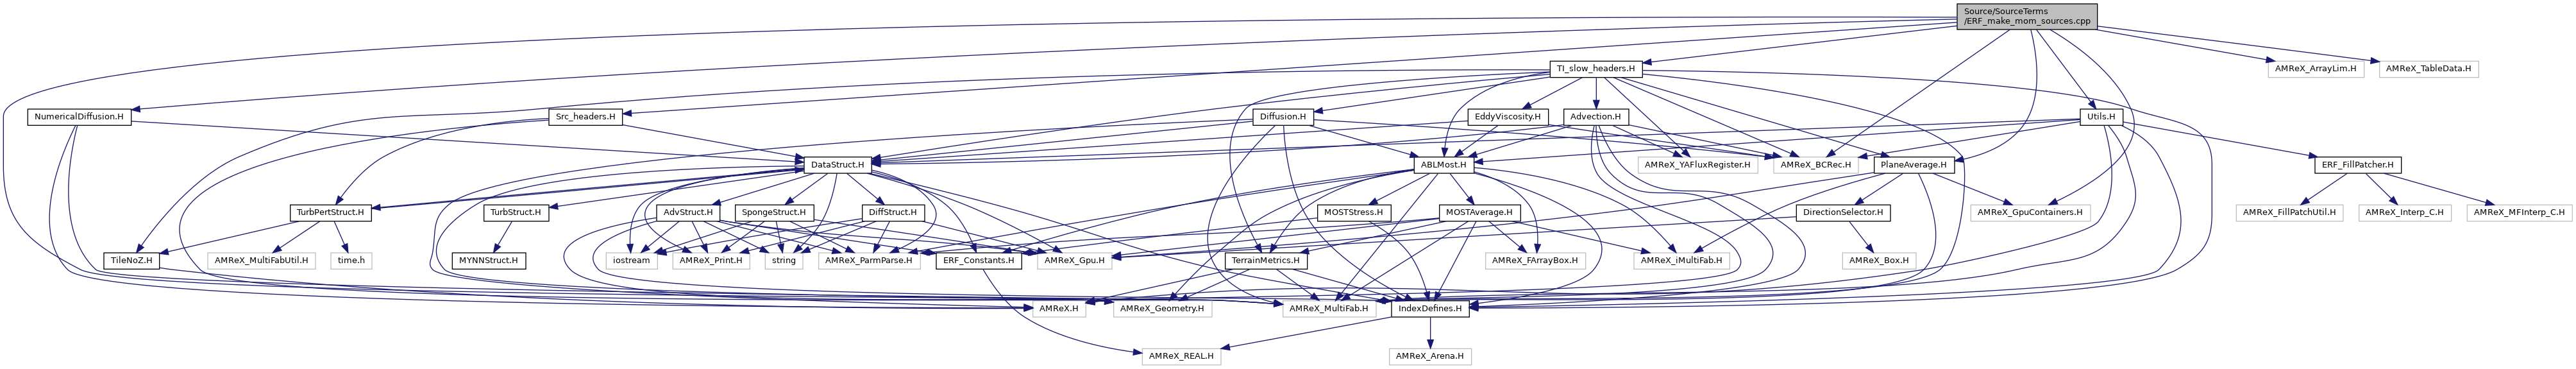 Source/SourceTerms
/ERF_make_mom_sources.cpp
TI_slow_headers.H
AMReX_ArrayLim.H
AMReX_TableData.H
NumericalDiffusion.H
Src_headers.H
Diffusion.H
EddyViscosity.H
Advection.H
Utils.H
DataStruct.H
ABLMost.H
AMReX_YAFluxRegister.H
AMReX_BCRec.H
PlaneAverage.H
ERF_FillPatcher.H
TurbPertStruct.H
TurbStruct.H
AdvStruct.H
SpongeStruct.H
DiffStruct.H
MOSTStress.H
MOSTAverage.H
DirectionSelector.H
AMReX_GpuContainers.H
AMReX_FillPatchUtil.H
AMReX_Interp_C.H
AMReX_MFInterp_C.H
TileNoZ.H
AMReX_MultiFabUtil.H
time.h
MYNNStruct.H
iostream
AMReX_Print.H
string
AMReX_ParmParse.H
ERF_Constants.H
AMReX_Gpu.H
TerrainMetrics.H
AMReX_FArrayBox.H
AMReX_iMultiFab.H
AMReX_Box.H
AMReX.H
AMReX_Geometry.H
AMReX_MultiFab.H
IndexDefines.H
AMReX_REAL.H
AMReX_Arena.H